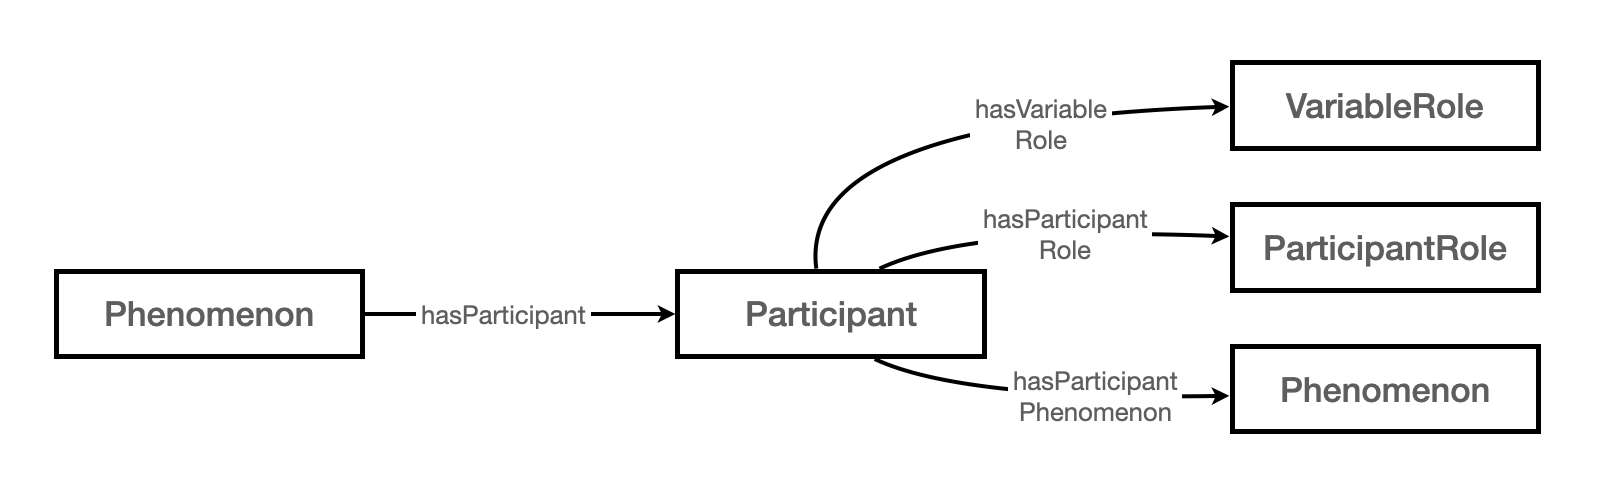 hasVariable
Role
VariableRole
hasParticipant
Role
ParticipantRole
Phenomenon
hasParticipant
Participant
hasParticipant
Phenomenon
Phenomenon